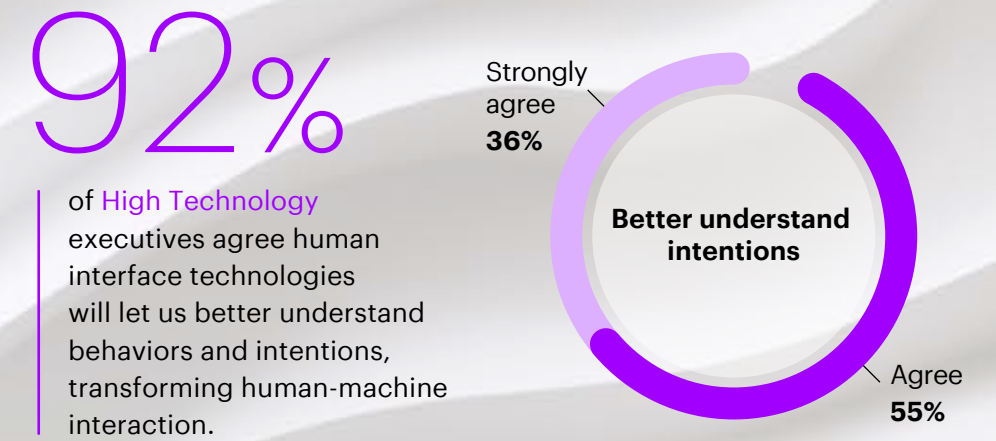 92%
of High Technology
executives agree human
interface technologies
will let us better understand
behaviors and intentions,
transforming human-machine
interaction.
Strongly
agree
36%
Better understand
intentions
Agree
55%